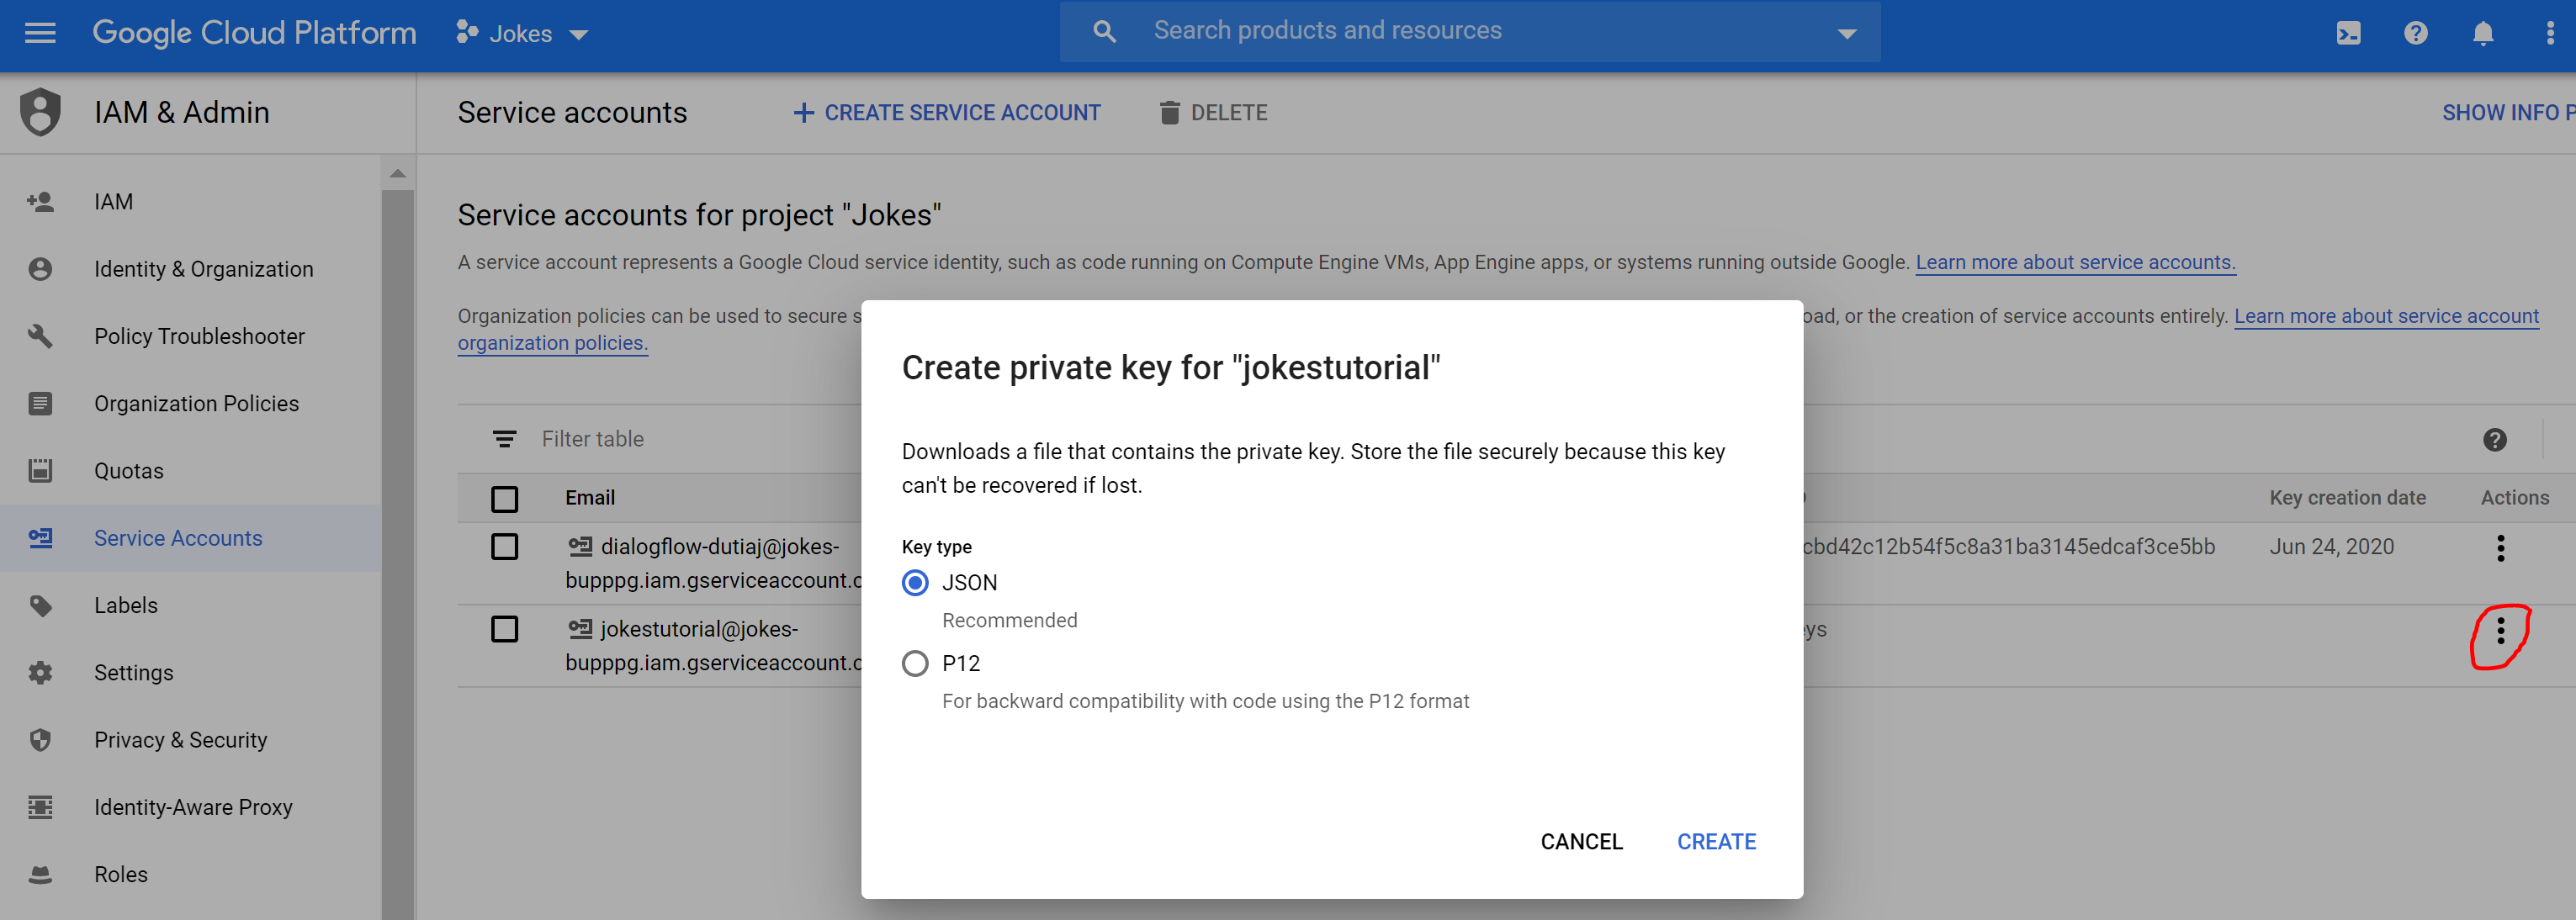 Google Cloud Platform
Jokes
Search products and resources
IAM & Admin
Service accounts
CREATE SERVICE ACCOUNT
DELETE
SHOW INFO P
IAM
Identity & Organization
Policy Troubleshooter
Organization Policies
Quotas
Service Accounts
Labels
Settings
Privacy & Security
Identity-Aware Proxy
Roles
Service accounts for project "Jokes"
A service account represents a Google Cloud service identity, such as code running on Compute Engine VMs, App Engine apps, or systems running outside Google. Learn more about service accounts.
Organization policies can be used to secure s
oad, or the creation of service accounts entirely. Learn more about service account
organization policies.
Filter table
Email
Key creation date
Actions
dialogflow-dutiaj@jokes-
bupppg.iam.gserviceaccount.c
cbd42c12b54f5c8a31ba3145edcaf3ce5bb
Jun 24, 2020
jokestutorial@jokes-
bupppg.iam.gserviceaccount.c
eys
Create private key for "jokestutorial"
Downloads a file that contains the private key. Store the file securely because this key
can't be recovered if lost.
Key type
JSON
Recommended
P12
For backward compatibility with code using the P12 format
CANCEL
CREATE